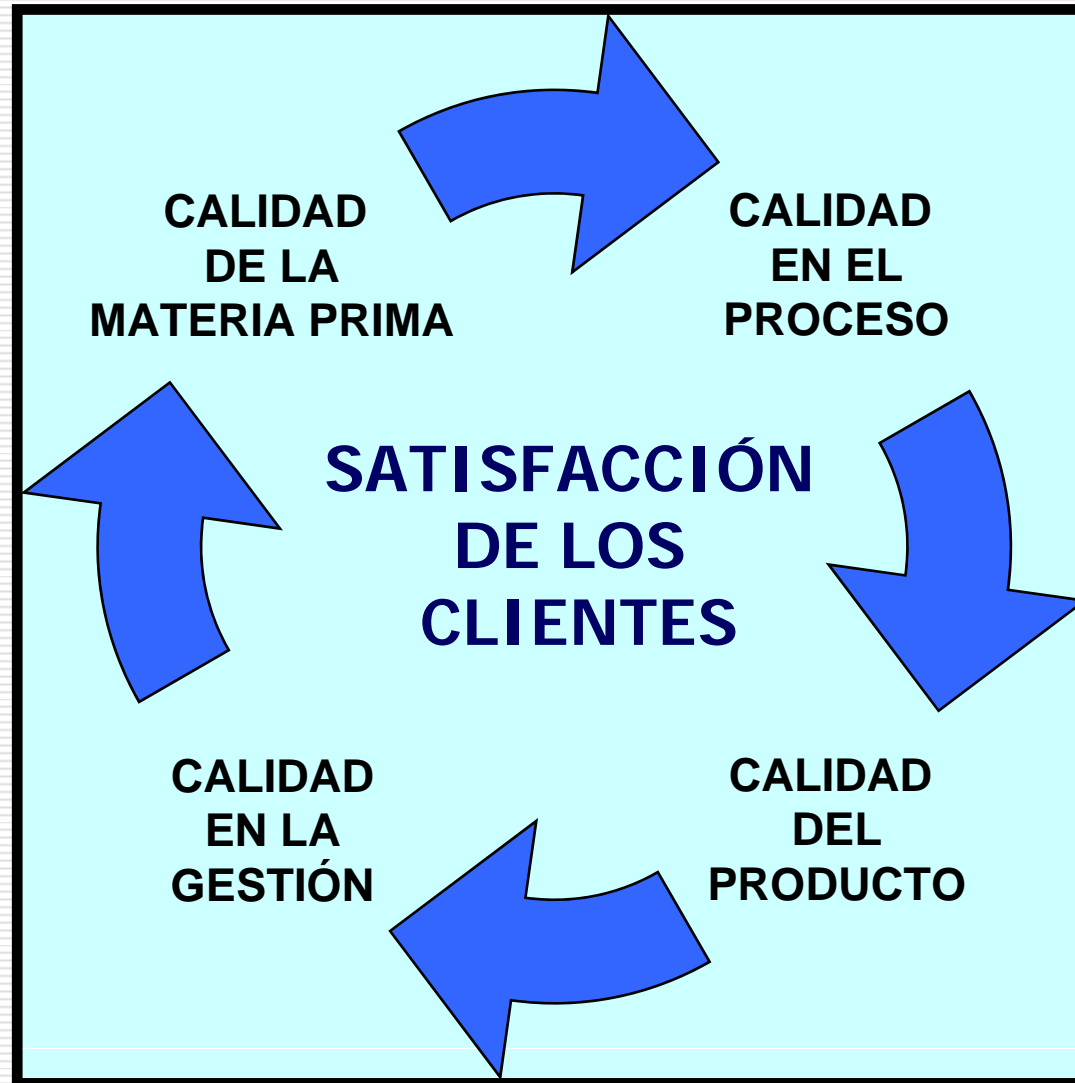 CALIDAD
DE LA
MATERIA PRIMA
CALIDAD
EN EL
PROCESO
SATISFACCIÓN
DE LOS
CLIENTES
CALIDAD
EN LA
GESTIÓN
CALIDAD
DEL
PRODUCTO